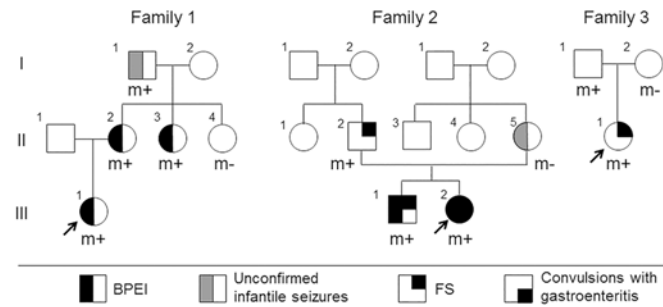 Family 1 Family 2 Family 3
I 1 2 1 2 1 2 1 2
m+ m+ m-
II 1 2 3 4 1 2 3 4 5 1
m+ m+ m- m+ m- m+
III 1 1 2
m+ m+ m+
BPEI Unconfirmed infantile seizures FS Convulsions with gastroenteritis